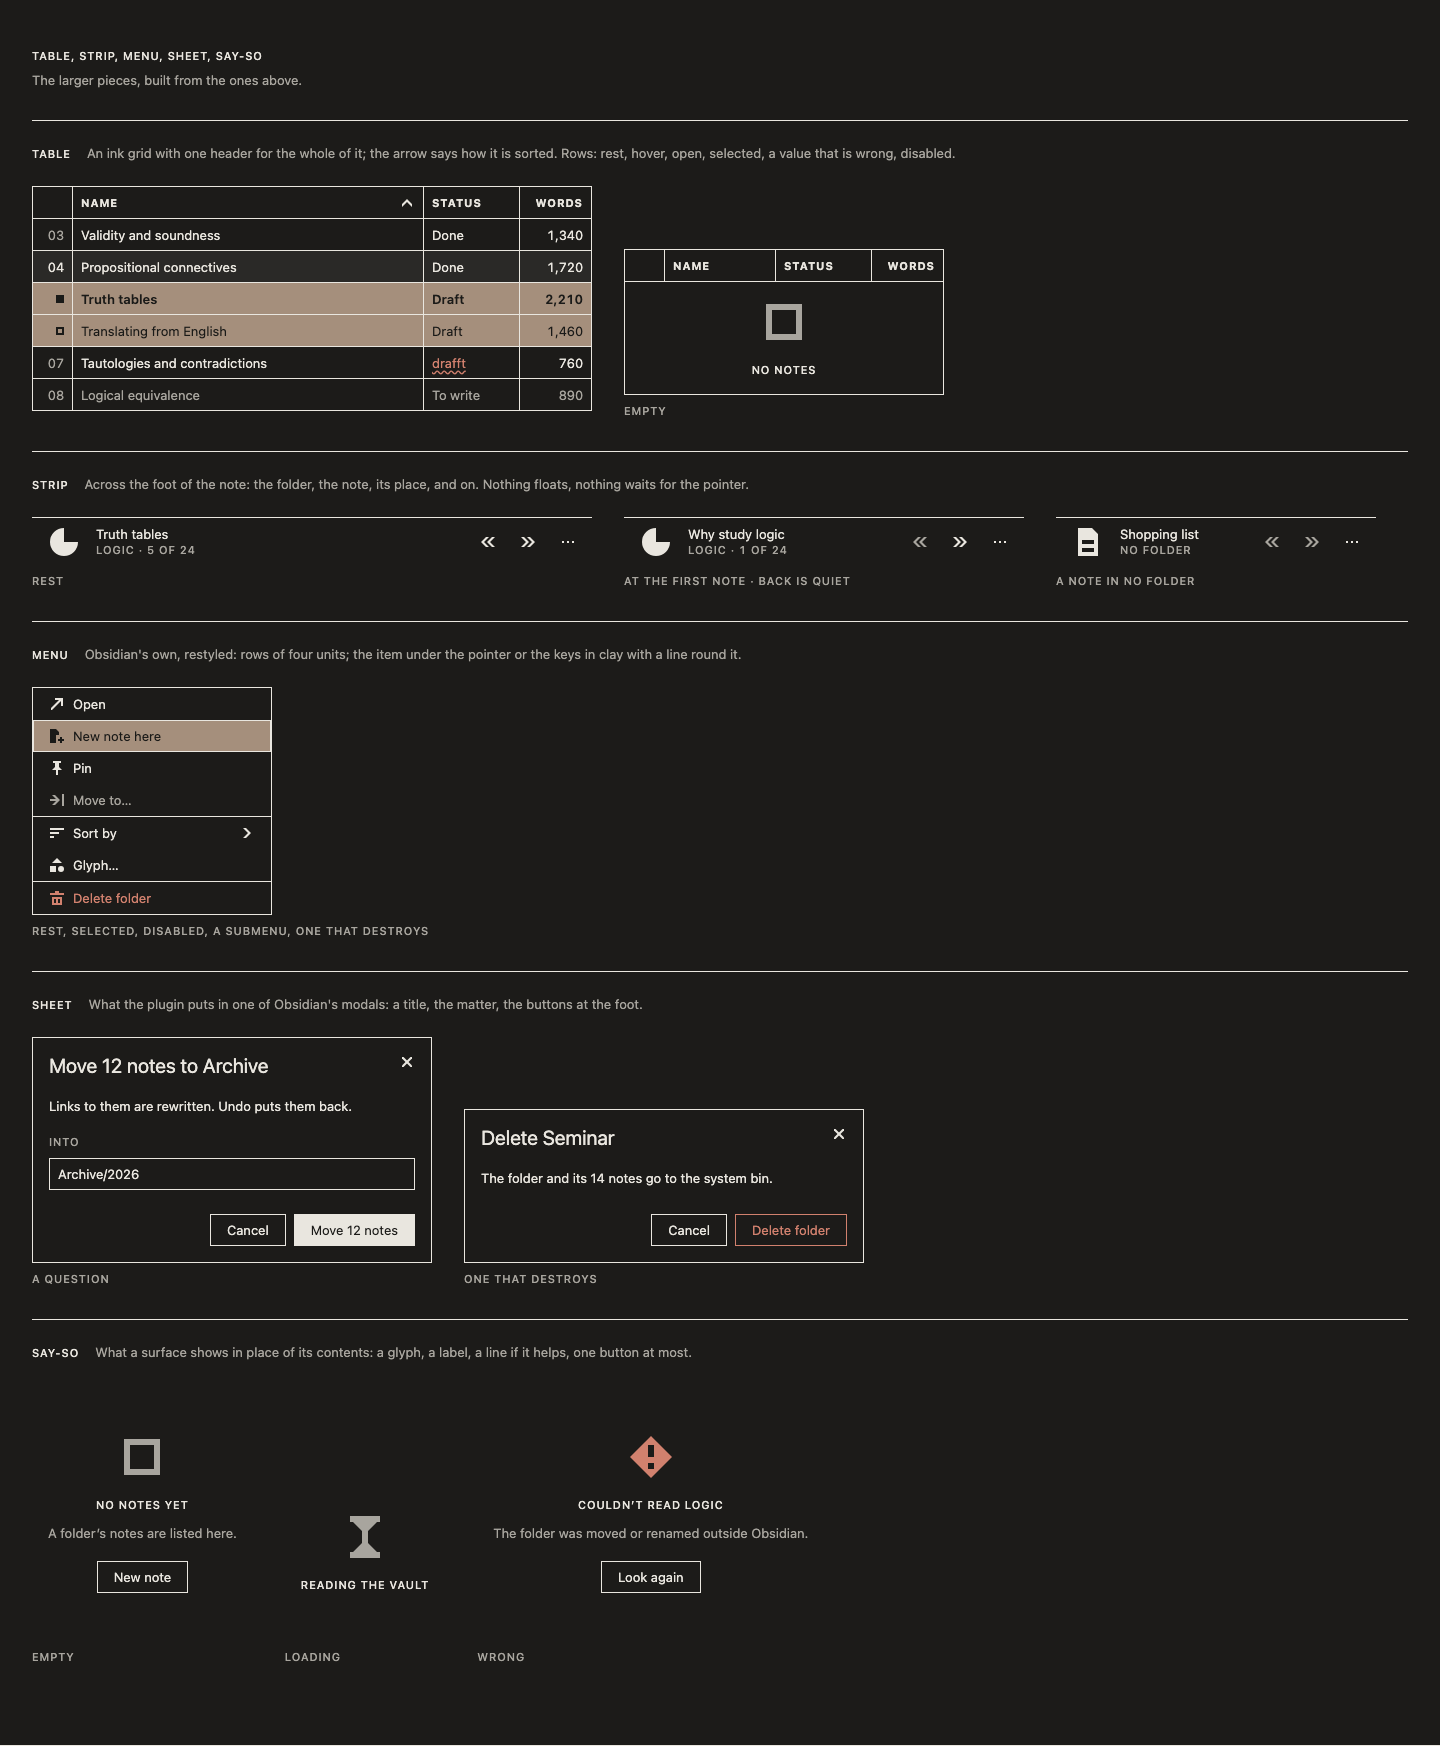 TABLE, STRIP, MENU, SHEET, SAY-SO
The larger pieces, built from the ones above.
TABLE An ink grid with one header for the whole of it; the arrow says how it is sorted. Rows: rest, hover, open, selected, a value that is wrong, disabled.
NAME STATUS WORDS
03 Validity and soundness Done 1,340
04 Propositional connectives Done 1,720
Truth tables Draft 2,210
Translating from English Draft 1,460
07 Tautologies and contradictions drafft 760
08 Logical equivalence To write 890
NAME STATUS WORDS
NO NOTES
EMPTY
STRIP Across the foot of the note: the folder, the note, its place, and on. Nothing floats, nothing waits for the pointer.
Truth tables
LOGIC · 5 OF 24
REST
Why study logic
LOGIC · 1 OF 24
AT THE FIRST NOTE · BACK IS QUIET
Shopping list
NO FOLDER
A NOTE IN NO FOLDER
MENU Obsidian's own, restyled: rows of four units; the item under the pointer or the keys in clay with a line round it.
Open
New note here
Pin
Move to...
Sort by
Glyph...
Delete folder
REST, SELECTED, DISABLED, A SUBMENU, ONE THAT DESTROYS
SHEET What the plugin puts in one of Obsidian's modals: a title, the matter, the buttons at the foot.
Move 12 notes to Archive
Links to them are rewritten. Undo puts them back.
INTO
Archive/2026
Cancel Move 12 notes
A QUESTION
Delete Seminar
The folder and its 14 notes go to the system bin.
Cancel Delete folder
ONE THAT DESTROYS
SAY-SO What a surface shows in place of its contents: a glyph, a label, a line if it helps, one button at most.
NO NOTES YET
A folder’s notes are listed here.
New note
EMPTY
READING THE VAULT
LOADING
COULDN’T READ LOGIC
The folder was moved or renamed outside Obsidian.
Look again
WRONG